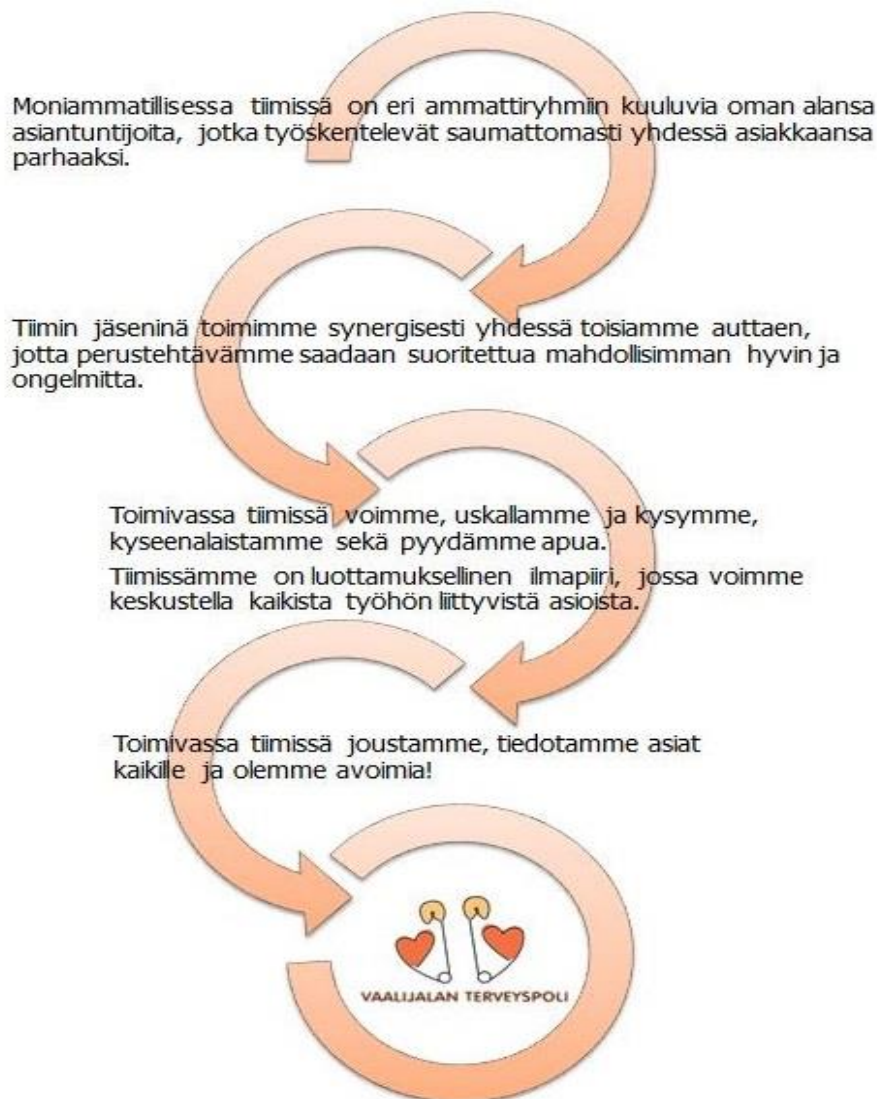 Moniammatillisessa tiimissä on eri ammattiryhmiin kuuluvia oman alansa
asiantuntijoita, jotka työskentelevät saumattomasti yhdessä asiakkaansa
parhaaksi.
Tiimin jäseninä toimimme synergisesti yhdessä toisiamme auttaen,
jotta perustehtävämme saadaan suoritettua mahdollisimman hyvin ja
ongelmitta.
Toimivassa tiimissä voimme, uskallamme ja kysymme,
kyseenalaistamme sekä pyydämme apua.
Tiimissämme on luottamuksellinen ilmapiiri, jossa voimme
keskustella kaikista työhön liittyvistä asioista.
Toimivassa tiimissä joustamme, tiedotamme asiat
kaikille ja olemme avoimia!
VAALIJALAN TERVEYSPOLI